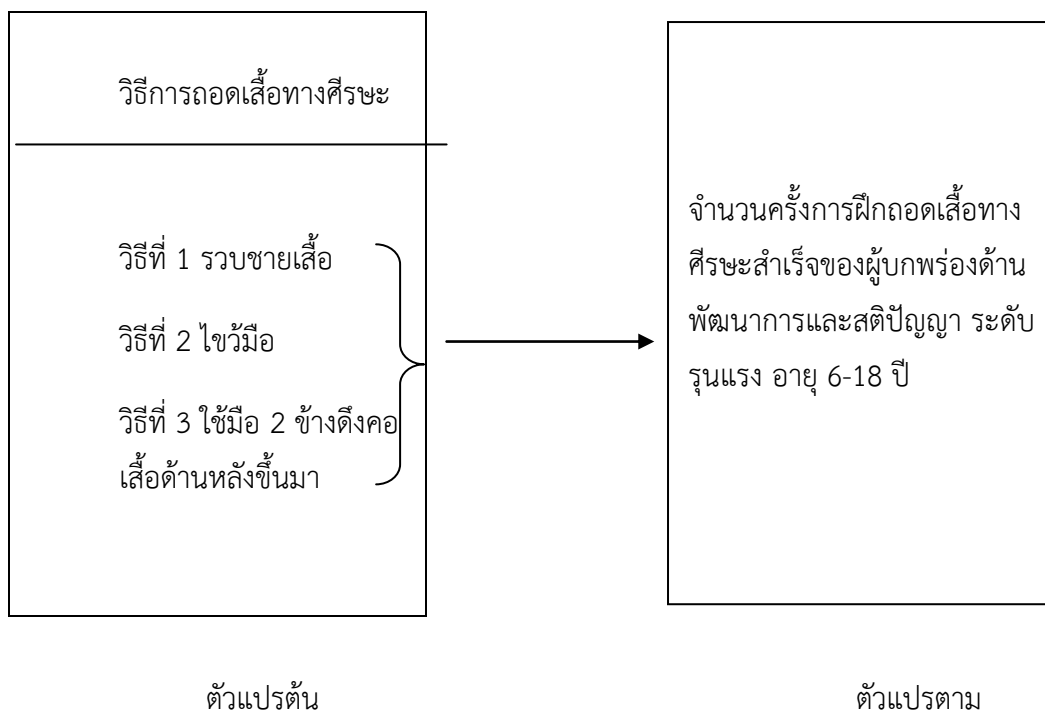 วิธีการถอดเสื้อทางศีรษะ
วิธีที่ 1 รวบชายเสื้อ
วิธีที่ 2 ไขว้มือ
วิธีที่ 3 ใช้มือ 2 ข้างดึงคอ
เสื้อด้านหลังขึ้นมา
จำนวนครั้งการฝึกถอดเสื้อทาง
ศีรษะสำเร็จของผู้บกพร่องด้าน
พัฒนาการและสติปัญญา ระดับ
รุนแรง อายุ 6-18 ปี
ตัวแปรต้น
ตัวแปรตาม